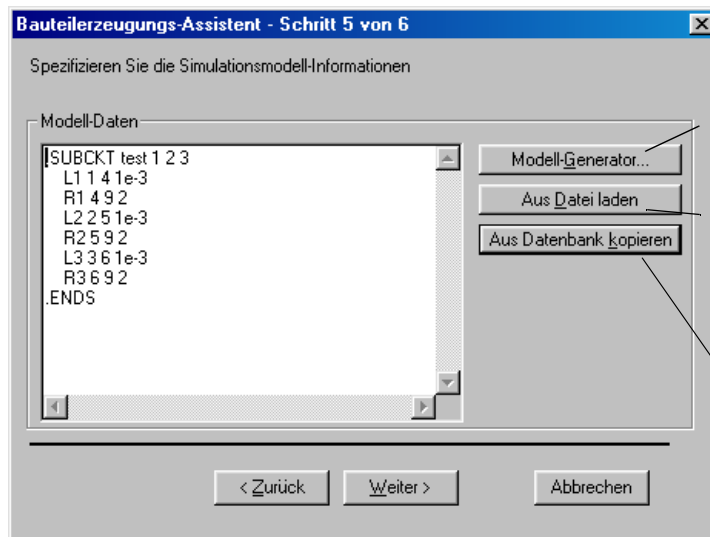 Bauteilerzeugungs-Assistent - Schritt 5 von 6
Spezifizieren Sie die Simulationsmodell-Informationen
Modell-Daten
.SUBCKT test 1 2 3
L1 1 4 1e-3
R1 4 9 2
L2 2 5 1e-3
R2 5 9 2
L3 3 6 1e-3
R3 6 9 2
.ENDS
Modell-Generator...
Aus Datei laden
Aus Datenbank kopieren
< Zurück
Weiter >
Abbrechen